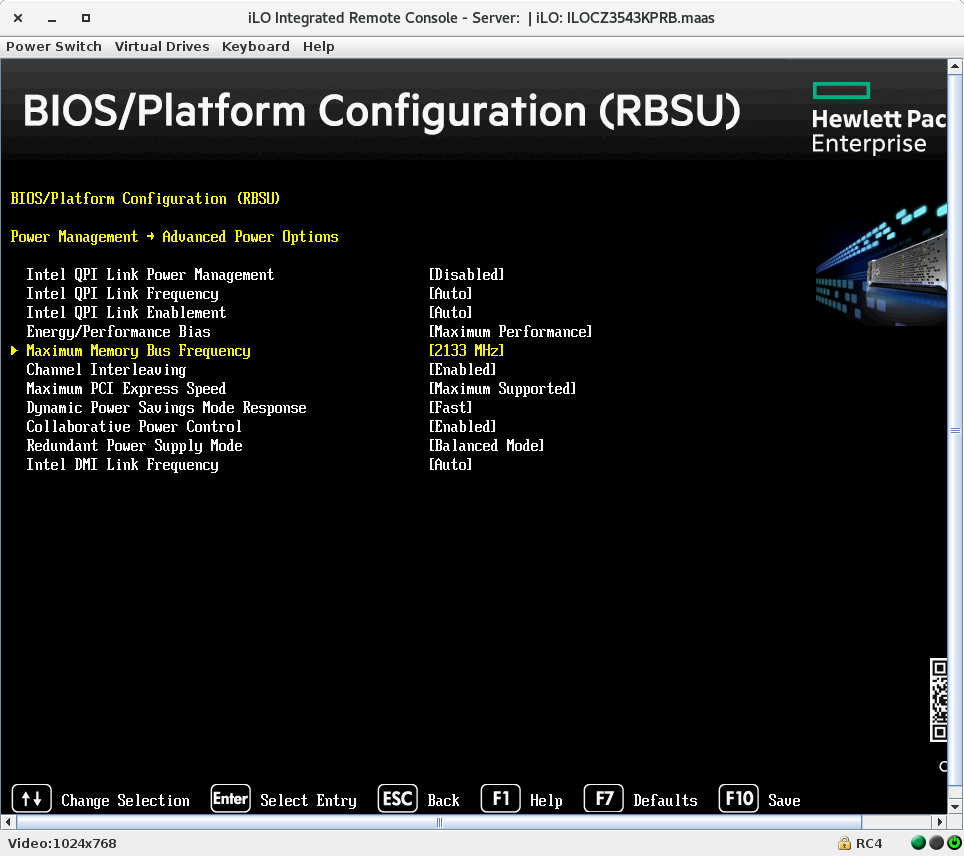 iLO Integrated Remote Console - Server:  | iLO: ILOCZ3543KPRB.maas
Power Switch Virtual Drives Keyboard Help
BIOS/Platform Configuration (RBSU)
Hewlett Pac
Enterprise
BIOS/Platform Configuration (RBSU)
Power Management → Advanced Power Options
Intel QPI Link Power Management [Disabled]
Intel QPI Link Frequency [Auto]
Intel QPI Link Enablement [Auto]
Energy/Performance Bias [Maximum Performance]
Maximum Memory Bus Frequency [2133 MHz]
Channel Interleaving [Enabled]
Maximum PCI Express Speed [Maximum Supported]
Dynamic Power Savings Mode Response [Fast]
Collaborative Power Control [Enabled]
Redundant Power Supply Mode [Balanced Mode]
Intel DMI Link Frequency [Auto]
↑↓ Change Selection Enter Select Entry ESC Back F1 Help F7 Defaults F10 Save
Video:1024x768 RC4